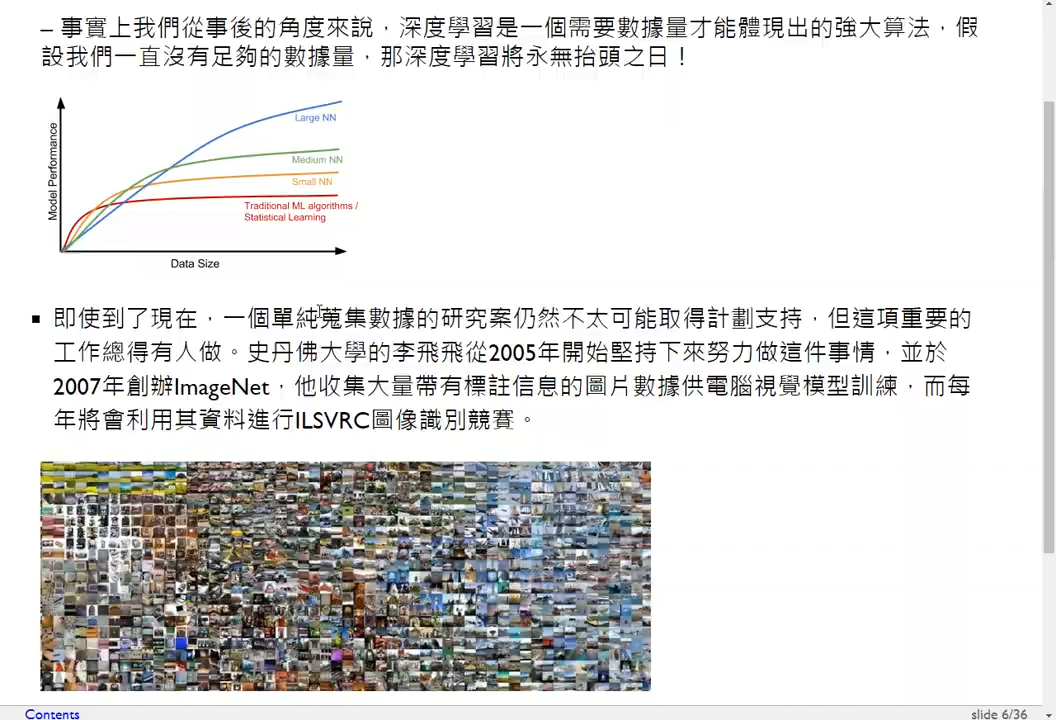 – 事實上我們從事後的角度來說，深度學習是一個需要數據量才能體現出的強大算法，假
設我們一直沒有足夠的數據量，那深度學習將永無抬頭之日！
Model Performance
Large NN
Medium NN
Small NN
Traditional ML algorithms /
Statistical Learning
Data Size
▪ 即使到了現在，一個單純蒐集數據的研究案仍然不太可能取得計劃支持，但這項重要的
工作總得有人做。史丹佛大學的李飛飛從2005年開始堅持下來努力做這件事情，並於
2007年創辦ImageNet，他收集大量帶有標註信息的圖片數據供電腦視覺模型訓練，而每
年將會利用其資料進行ILSVRC圖像識別競賽。
Contents
slide 6/36